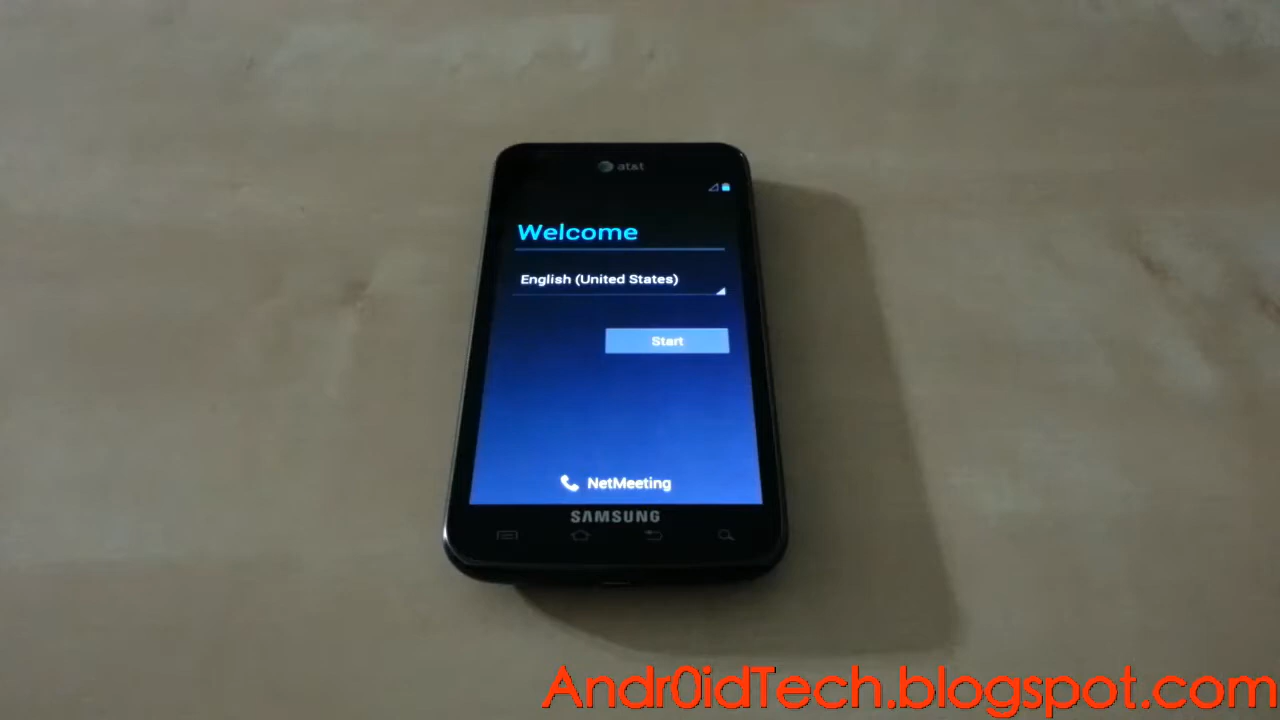 at&t
Welcome
English (United States)
Start
NetMeeting
SAMSUNG
Andr0idTech.blogspot.com